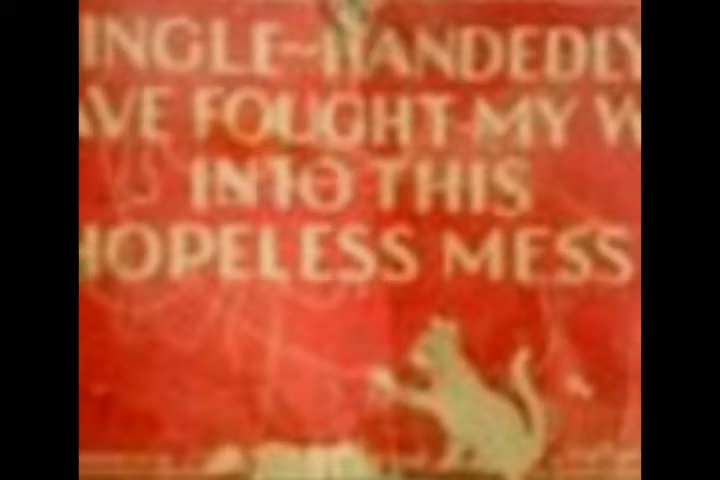 INGLE-HANDEDLY
AVE FOUGHT MY W
INTO THIS
HOPELESS MESS